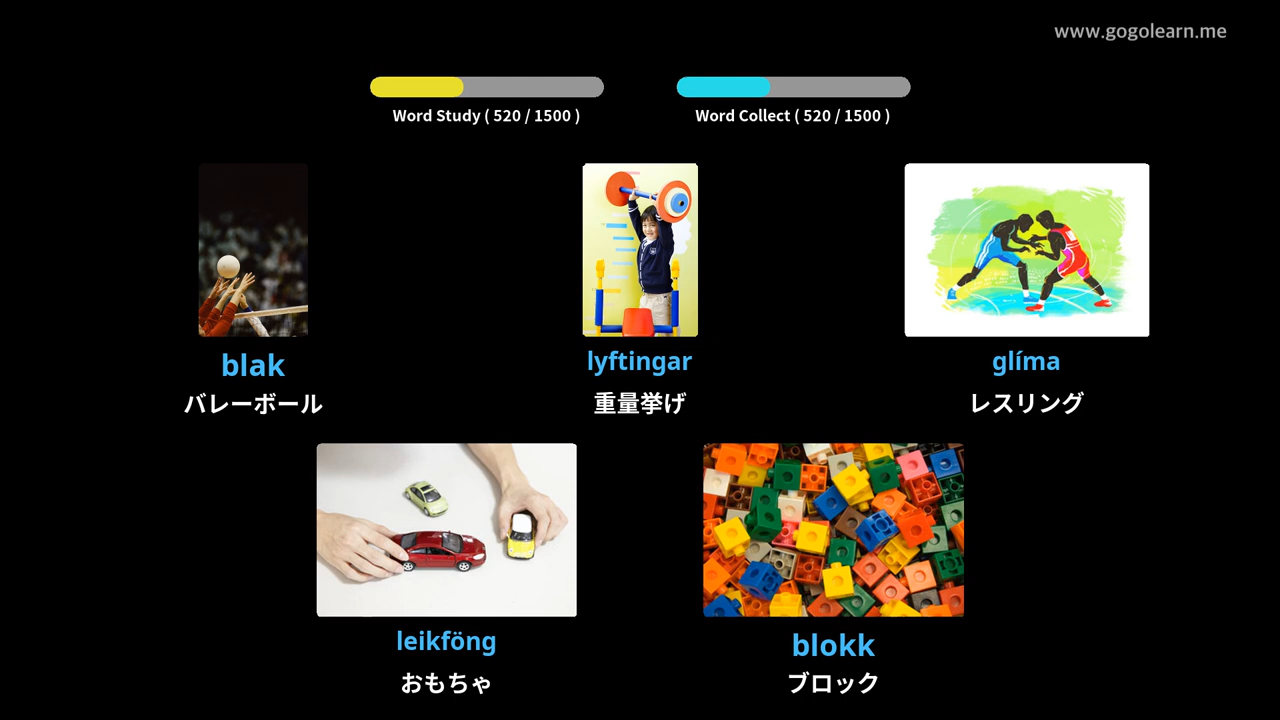 www.gogolearn.me
Word Study ( 520 / 1500 )
Word Collect ( 520 / 1500 )
blak
lyftingar
glíma
バレーボール
重量挙げ
レスリング
leikföng
blokk
おもちゃ
ブロック